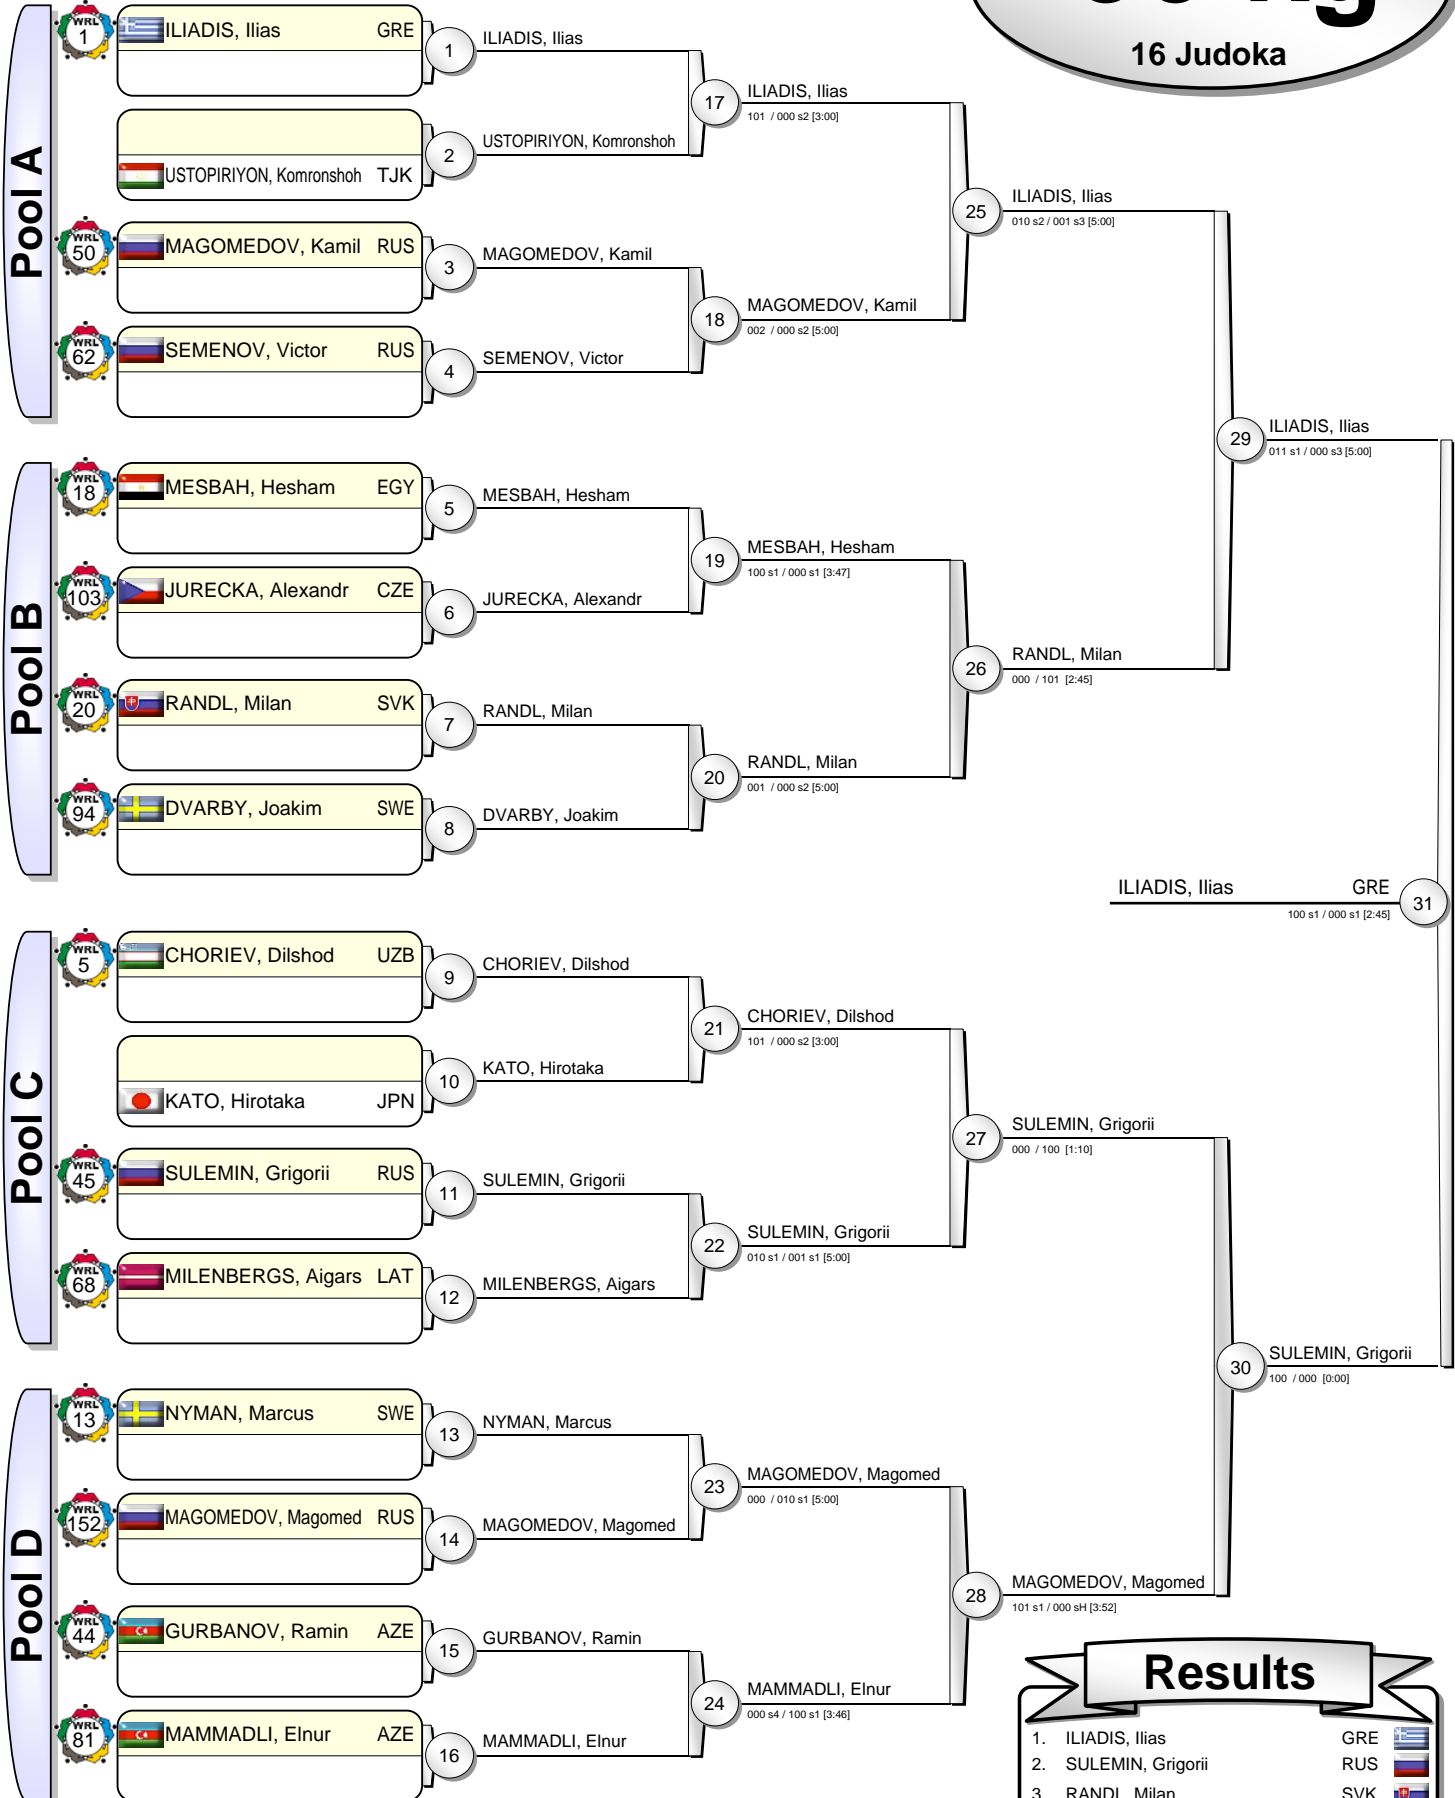 16 Judoka
Pool A
WRL 1 ILIADIS, Ilias GRE
USTOPIRIYON, Komronshoh TJK
WRL 50 MAGOMEDOV, Kamil RUS
WRL 62 SEMENOV, Victor RUS
1 ILIADIS, Ilias
2 USTOPIRIYON, Komronshoh
3 MAGOMEDOV, Kamil
4 SEMENOV, Victor
17 ILIADIS, Ilias
101 / 000 s2 [3:00]
18 MAGOMEDOV, Kamil
002 / 000 s2 [5:00]
25 ILIADIS, Ilias
010 s2 / 001 s3 [5:00]
Pool B
WRL 18 MESBAH, Hesham EGY
WRL 103 JURECKA, Alexandr CZE
WRL 20 RANDL, Milan SVK
WRL 94 DVARBY, Joakim SWE
5 MESBAH, Hesham
6 JURECKA, Alexandr
7 RANDL, Milan
8 DVARBY, Joakim
19 MESBAH, Hesham
100 s1 / 000 s1 [3:47]
20 RANDL, Milan
001 / 000 s2 [5:00]
26 RANDL, Milan
000 / 101 [2:45]
29 ILIADIS, Ilias
011 s1 / 000 s3 [5:00]
ILIADIS, Ilias GRE 31
100 s1 / 000 s1 [2:45]
Pool C
WRL 5 CHORIEV, Dilshod UZB
KATO, Hirotaka JPN
WRL 45 SULEMIN, Grigorii RUS
WRL 68 MILENBERGS, Aigars LAT
9 CHORIEV, Dilshod
10 KATO, Hirotaka
11 SULEMIN, Grigorii
12 MILENBERGS, Aigars
21 CHORIEV, Dilshod
101 / 000 s2 [3:00]
22 SULEMIN, Grigorii
010 s1 / 001 s1 [5:00]
27 SULEMIN, Grigorii
000 / 100 [1:10]
Pool D
WRL 13 NYMAN, Marcus SWE
WRL 152 MAGOMEDOV, Magomed RUS
WRL 44 GURBANOV, Ramin AZE
WRL 81 MAMMADLI, Elnur AZE
13 NYMAN, Marcus
14 MAGOMEDOV, Magomed
15 GURBANOV, Ramin
16 MAMMADLI, Elnur
23 MAGOMEDOV, Magomed
000 / 010 s1 [5:00]
24 MAMMADLI, Elnur
000 s4 / 100 s1 [3:46]
28 MAGOMEDOV, Magomed
101 s1 / 000 sH [3:52]
30 SULEMIN, Grigorii
100 / 000 [0:00]
Results
1. ILIADIS, Ilias GRE
2. SULEMIN, Grigorii RUS
3. RANDL, Milan SVK